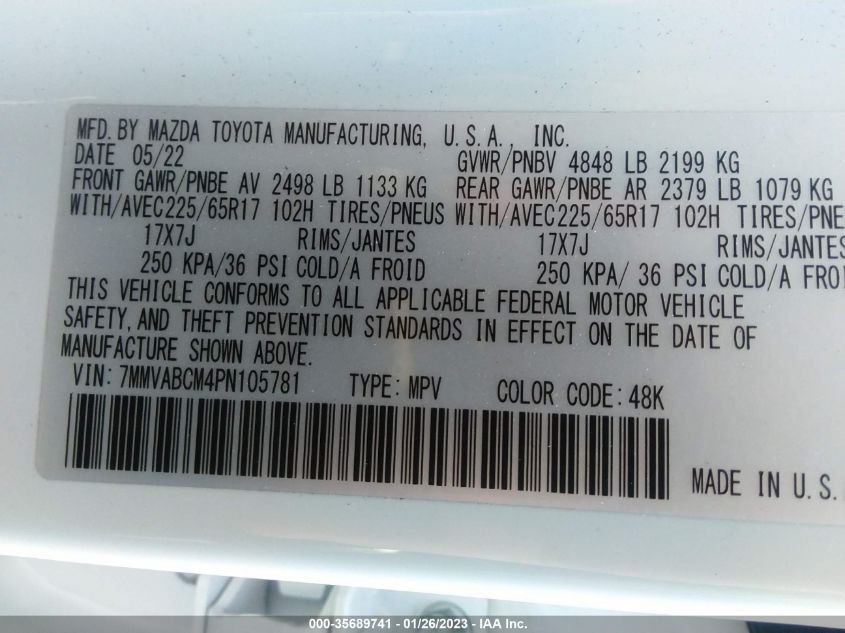 MFD. BY MAZDA TOYOTA MANUFACTURING, U.S.A., INC.
DATE 05/22 GVWR/PNBV 4848 LB 2199 KG
FRONT GAWR/PNBE AV 2498 LB 1133 KG REAR GAWR/PNBE AR 2379 LB 1079 KG
WITH/AVEC225/65R17 102H TIRES/PNEUS WITH/AVEC225/65R17 102H TIRES/PNE
17X7J RIMS/JANTES 17X7J RIMS/JANTES
250 KPA/36 PSI COLD/A FROID 250 KPA/ 36 PSI COLD/A FROI
THIS VEHICLE CONFORMS TO ALL APPLICABLE FEDERAL MOTOR VEHICLE
SAFETY, AND THEFT PREVENTION STANDARDS IN EFFECT ON THE DATE OF
MANUFACTURE SHOWN ABOVE.
VIN: 7MMVABCM4PN105781 TYPE: MPV COLOR CODE: 48K
MADE IN U.S.
000-35689741 - 01/26/2023 - IAA Inc.